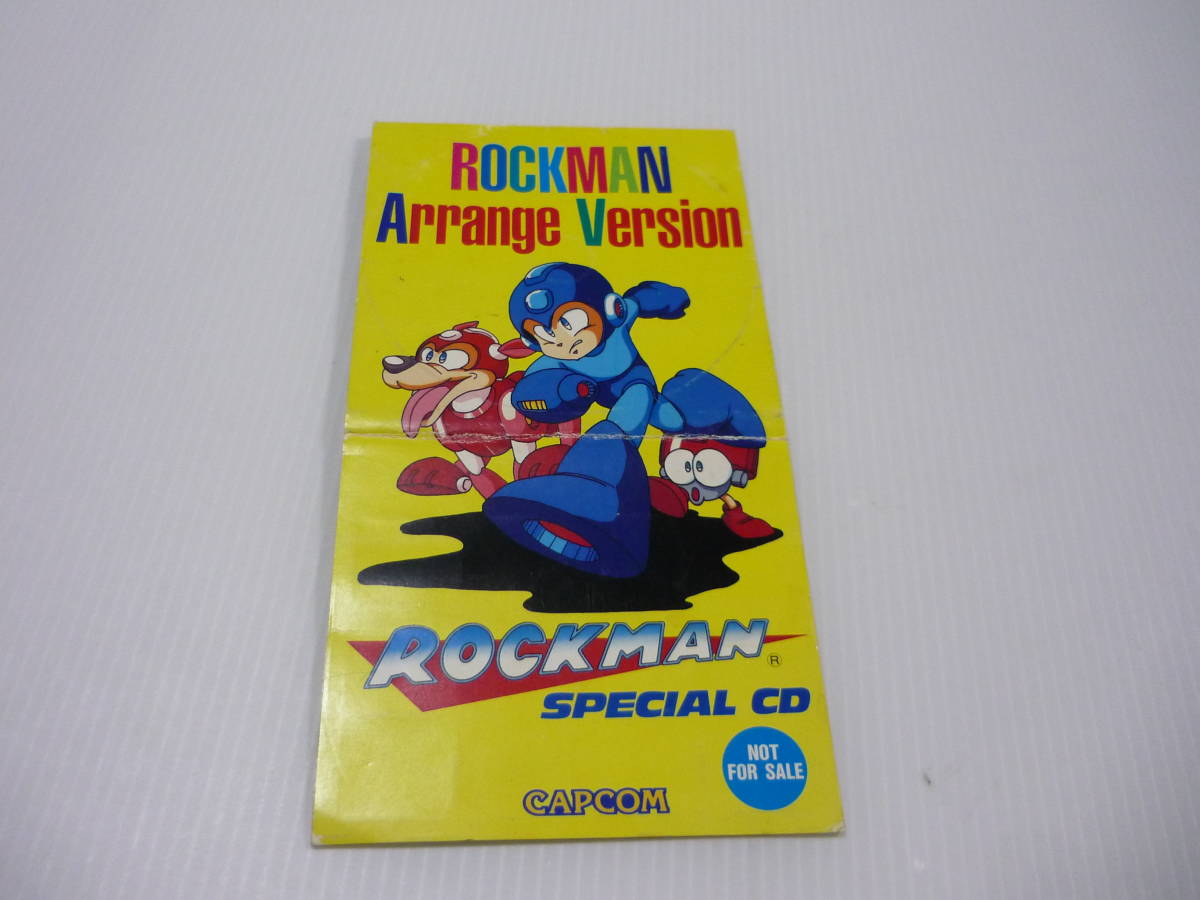 ROCKMAN
Arrange Version
ROCKMAN ®
SPECIAL CD
NOT
FOR SALE
CAPCOM